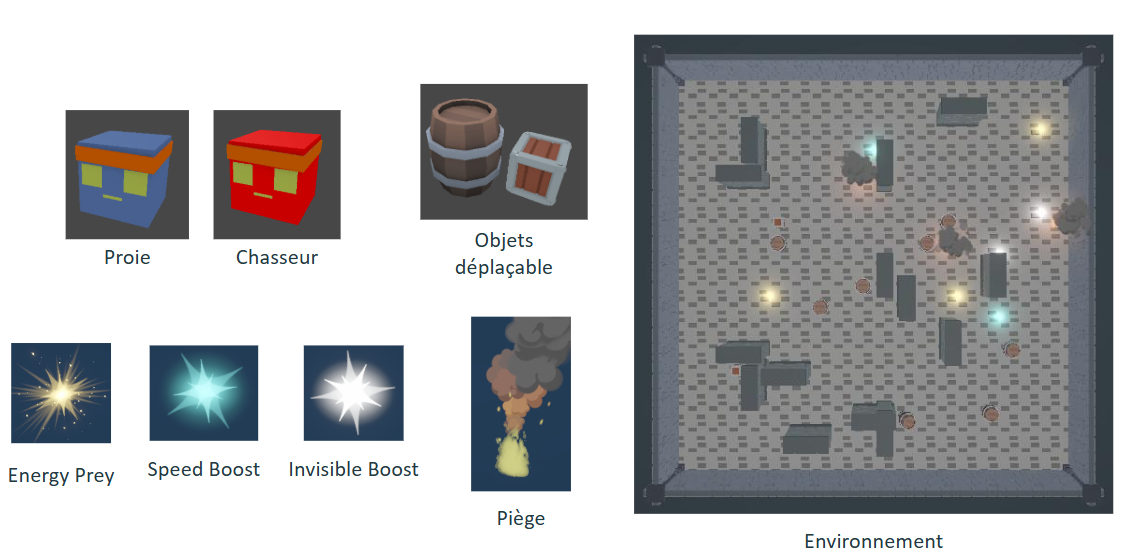 Proie
Chasseur
Objets
déplaçable
Energy Prey
Speed Boost
Invisible Boost
Piège
Environnement